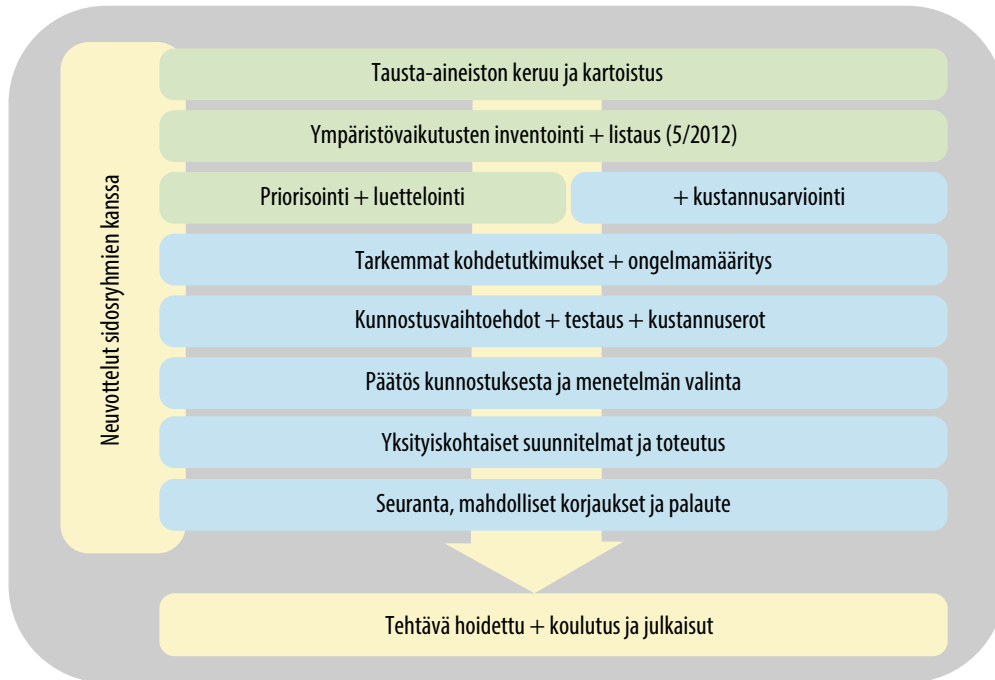 Neuvottelut sidosryhmien kanssa
Tausta-aineiston keruu ja kartoistus
Ympäristövaikutusten inventointi + listaus (5/2012)
Priorisointi + luettelointi
+ kustannusarviointi
Tarkemmat kohdetutkimukset + ongelmamääritys
Kunnostusvaihtoehdot + testaus + kustannuserot
Päätös kunnostuksesta ja menetelmän valinta
Yksityiskohtaiset suunnitelmat ja toteutus
Seuranta, mahdolliset korjaukset ja palaute
Tehtävä hoidettu + koulutus ja julkaisut